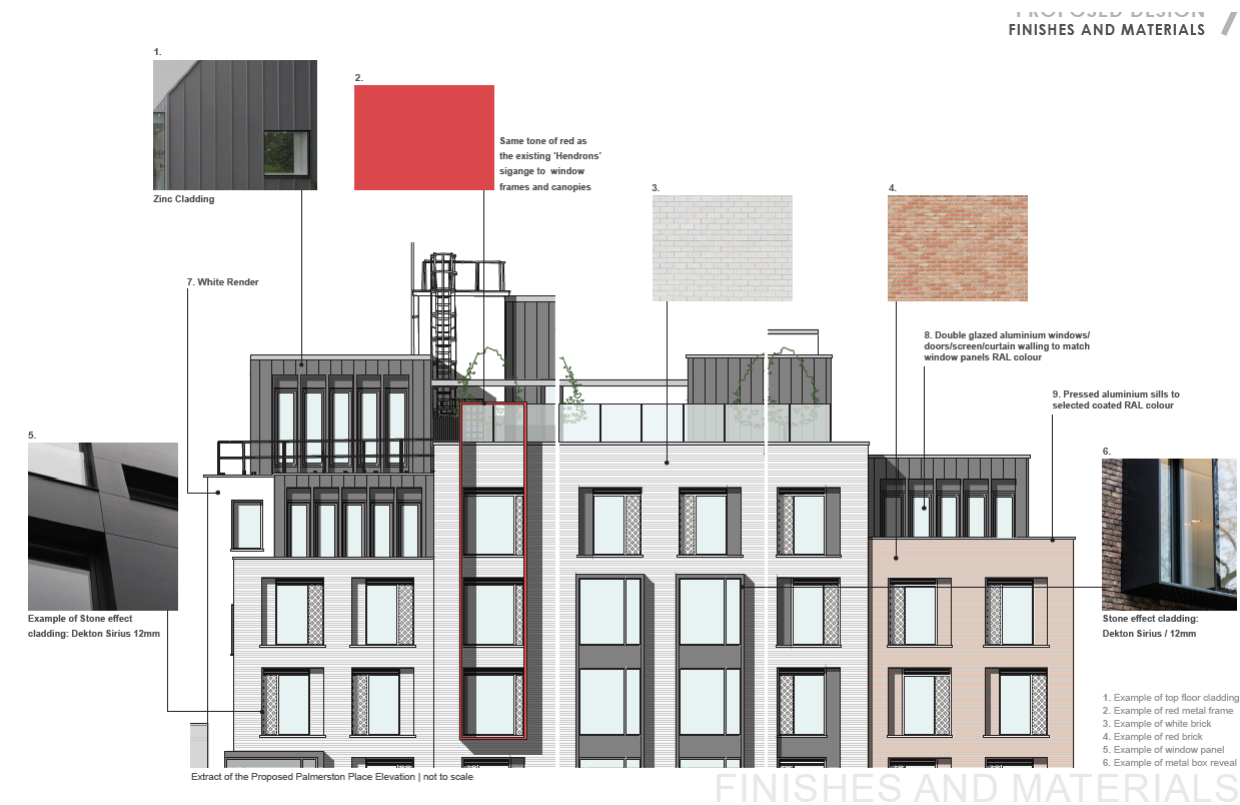 PROPOSED DESIGN
FINISHES AND MATERIALS
1.
2.
Same tone of red as
the existing 'Hendrons'
sigange to window
frames and canopies
Zinc Cladding
3.
4.
7. White Render
8. Double glazed aluminium windows/
doors/screen/curtain walling to match
window panels RAL colour
9. Pressed aluminium sills to
selected coated RAL colour
5.
6.
Example of Stone effect
cladding: Dekton Sirius 12mm
Stone effect cladding:
Dekton Sirius / 12mm
1. Example of top floor cladding
2. Example of red metal frame
3. Example of white brick
4. Example of red brick
5. Example of window panel
6. Example of metal box reveal
Extract of the Proposed Palmerston Place Elevation | not to scale
FINISHES AND MATERIALS